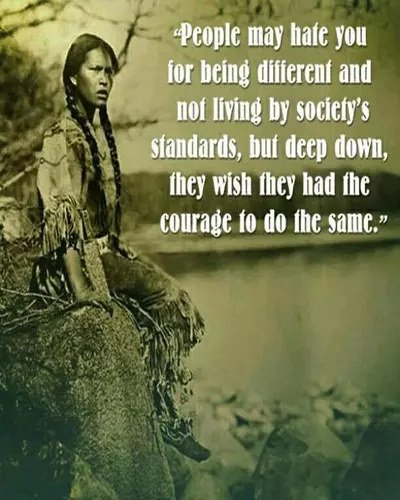 “People may hate you
for being different and
not living by society’s
standards, but deep down,
they wish they had the
courage to do the same.”